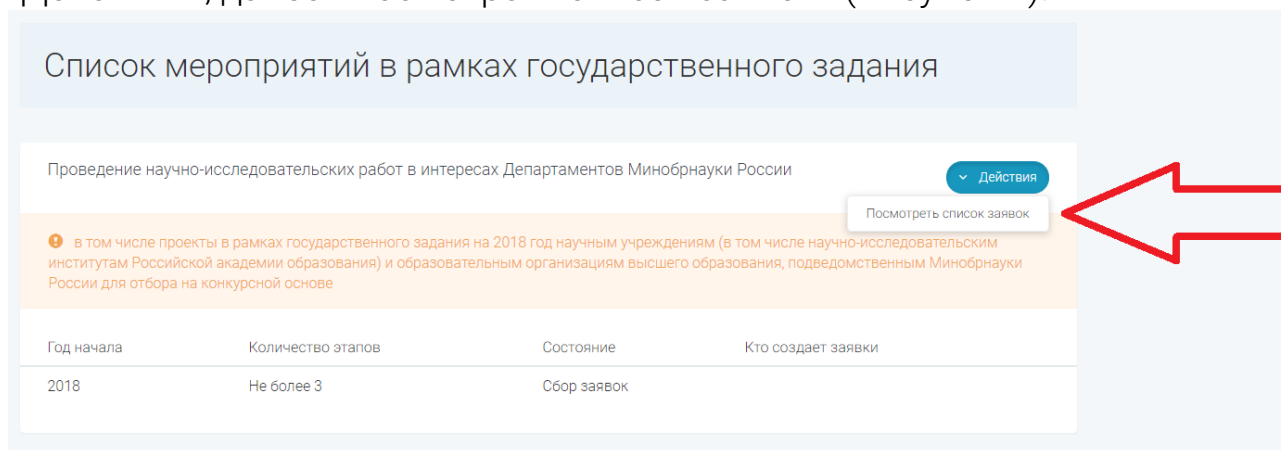 Список мероприятий в рамках государственного задания
Проведение научно-исследовательских работ в интересах Департаментов Минобрнауки России
Действия
Посмотреть список заявок
в том числе проекты в рамках государственного задания на 2018 год научным учреждениям (в том числе научно-исследовательским
институтам Российской академии образования) и образовательным организациям высшего образования, подведомственным Минобрнауки
России для отбора на конкурсной основе
Год начала Количество этапов Состояние Кто создает заявки
2018 Не более 3 Сбор заявок